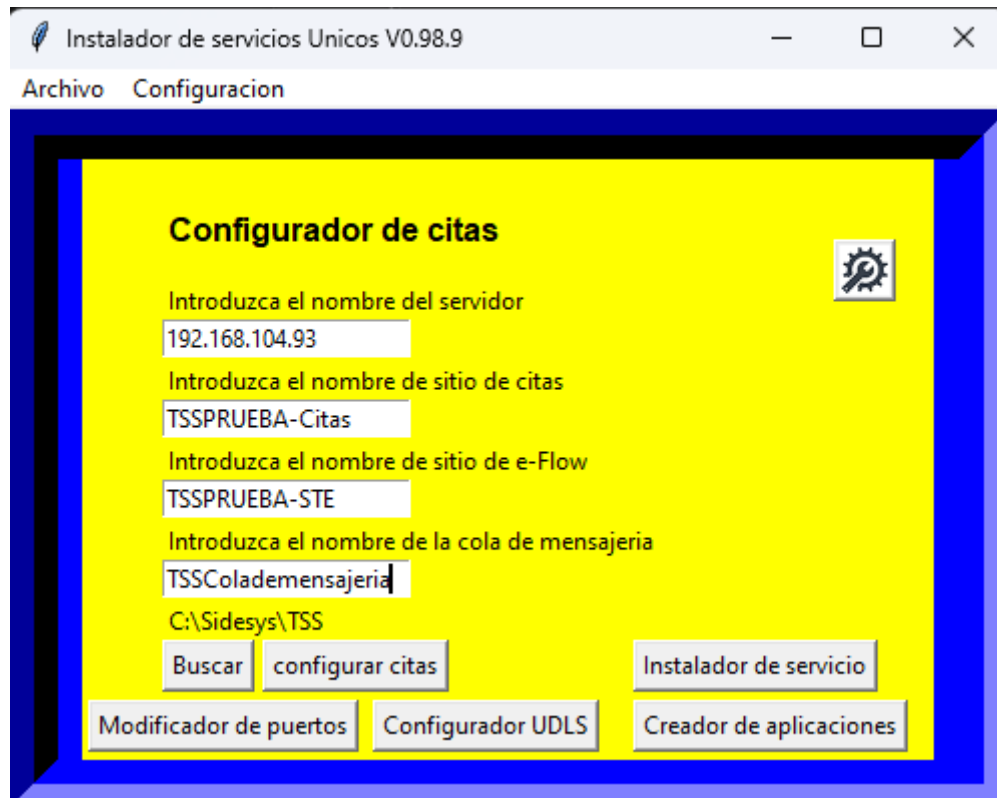 Instalador de servicios Unicos V0.98.9
Archivo Configuracion
Configurador de citas
Introduzca el nombre del servidor
192.168.104.93
Introduzca el nombre de sitio de citas
TSSPRUEBA-Citas
Introduzca el nombre de sitio de e-Flow
TSSPRUEBA-STE
Introduzca el nombre de la cola de mensajeria
TSSColademensajeria
C:\Sidesys\TSS
Buscar configurar citas Instalador de servicio
Modificador de puertos Configurador UDLS Creador de aplicaciones